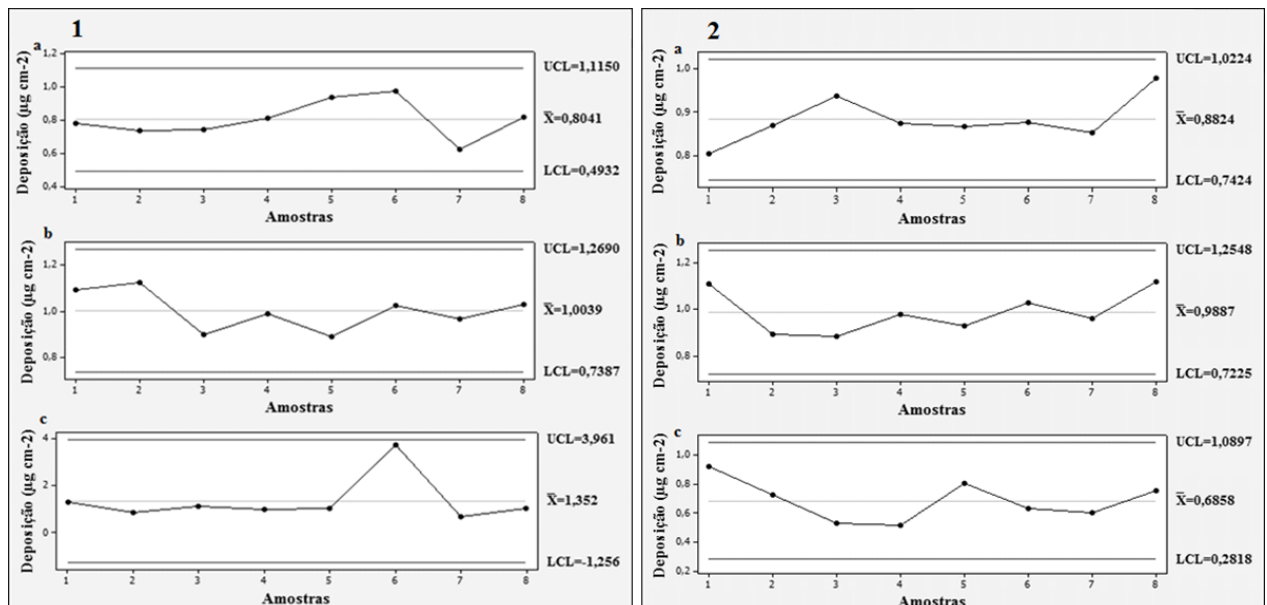 1
a
Deposição (µg cm-2)
1,2
1,0
0,8
0,6
0,4
UCL=1,1150
X̿=0,8041
LCL=0,4932
1 2 3 4 5 6 7 8
Amostras
b
Deposição (µg cm-2)
1,2
1,0
0,8
UCL=1,2690
X̿=1,0039
LCL=0,7387
1 2 3 4 5 6 7 8
Amostras
c
Deposição (µg cm-2)
4
2
0
UCL=3,961
X̿=1,352
LCL=-1,256
1 2 3 4 5 6 7 8
Amostras
2
a
Deposição (µg cm-2)
1,0
0,9
0,8
UCL=1,0224
X̿=0,8824
LCL=0,7424
1 2 3 4 5 6 7 8
Amostras
b
Deposição (µg cm-2)
1,2
1,0
0,8
UCL=1,2548
X̿=0,9887
LCL=0,7225
1 2 3 4 5 6 7 8
Amostras
c
Deposição (µg cm-2)
1,0
0,8
0,6
0,4
0,2
UCL=1,0897
X̿=0,6858
LCL=0,2818
1 2 3 4 5 6 7 8
Amostras